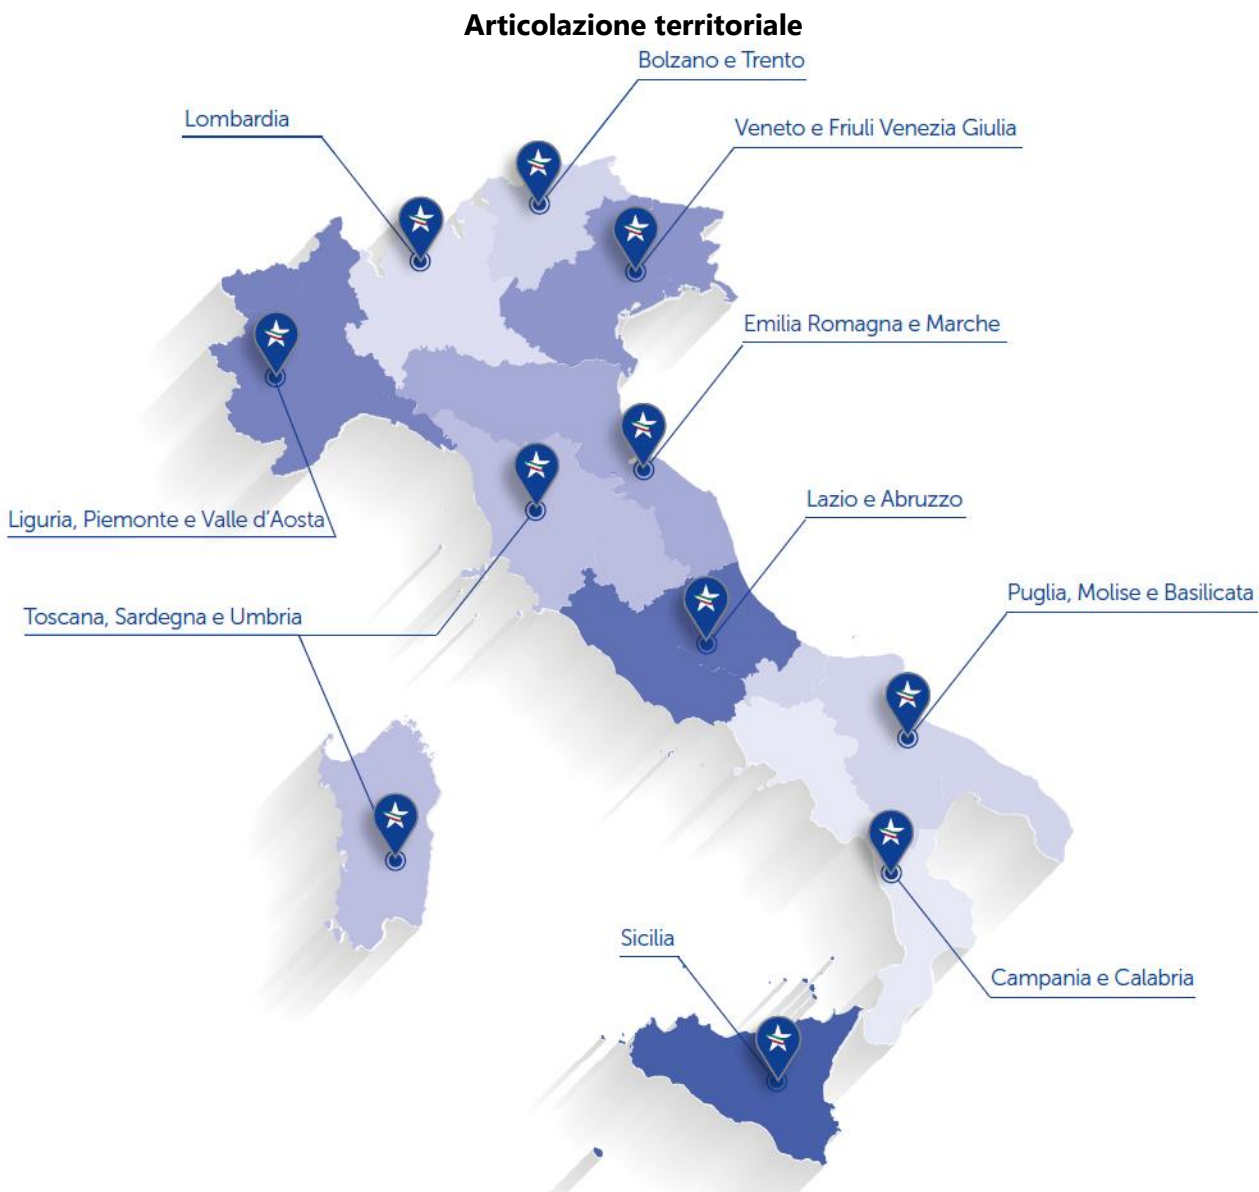 Articolazione territoriale
Bolzano e Trento
Lombardia
Veneto e Friuli Venezia Giulia
Emilia Romagna e Marche
Lazio e Abruzzo
Liguria, Piemonte e Valle d’Aosta
Puglia, Molise e Basilicata
Toscana, Sardegna e Umbria
Sicilia
Campania e Calabria